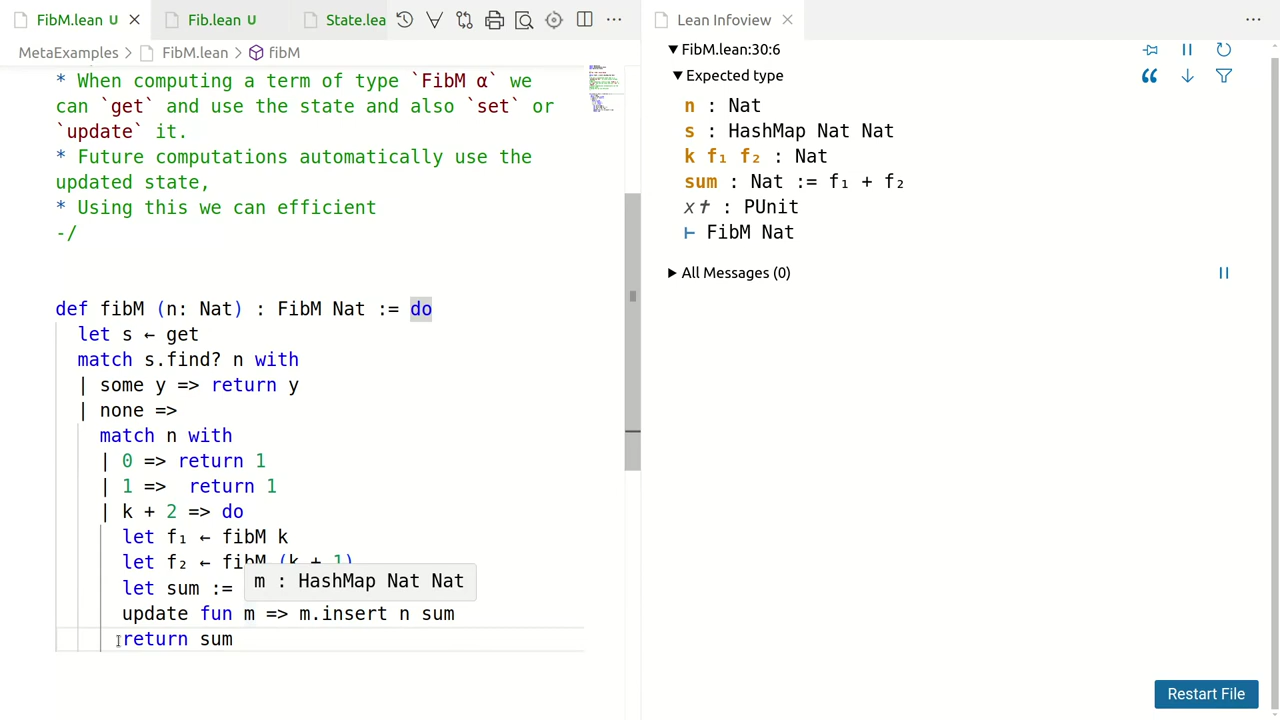 FibM.lean U Fib.lean U State.lea
MetaExamples > FibM.lean > fibM
* When computing a term of type `FibM α` we
can `get` and use the state and also `set` or
`update` it.
* Future computations automatically use the
updated state,
* Using this we can efficient
-/
def fibM (n: Nat) : FibM Nat := do
let s ← get
match s.find? n with
| some y => return y
| none =>
match n with
| 0 => return 1
| 1 =>  return 1
| k + 2 => do
let f₁ ← fibM k
let f₂ ← fibM (k + 1)
let sum :=
m : HashMap Nat Nat
update fun m => m.insert n sum
return sum
Lean Infoview
FibM.lean:30:6
Expected type
n : Nat
s : HashMap Nat Nat
k f₁ f₂ : Nat
sum : Nat := f₁ + f₂
x✝ : PUnit
⊢ FibM Nat
All Messages (0)
Restart File